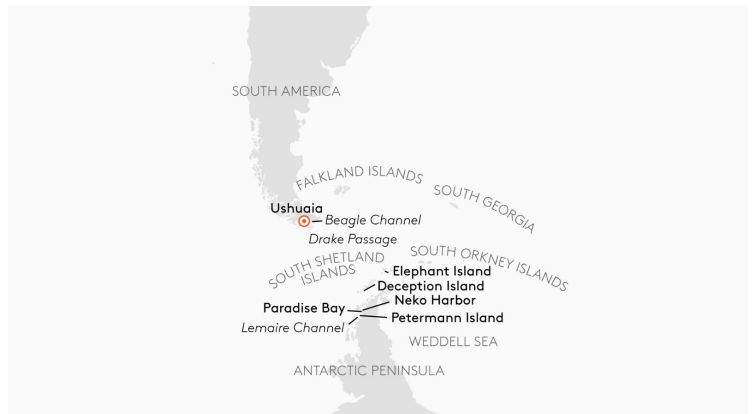 SOUTH AMERICA
FALKLAND ISLANDS
SOUTH GEORGIA
Ushuaia
Beagle Channel
Drake Passage
SOUTH SHETLAND
ISLANDS
SOUTH ORKNEY ISLANDS
Elephant Island
Deception Island
Neko Harbor
Paradise Bay
Petermann Island
Lemaire Channel
WEDDELL SEA
ANTARCTIC PENINSULA